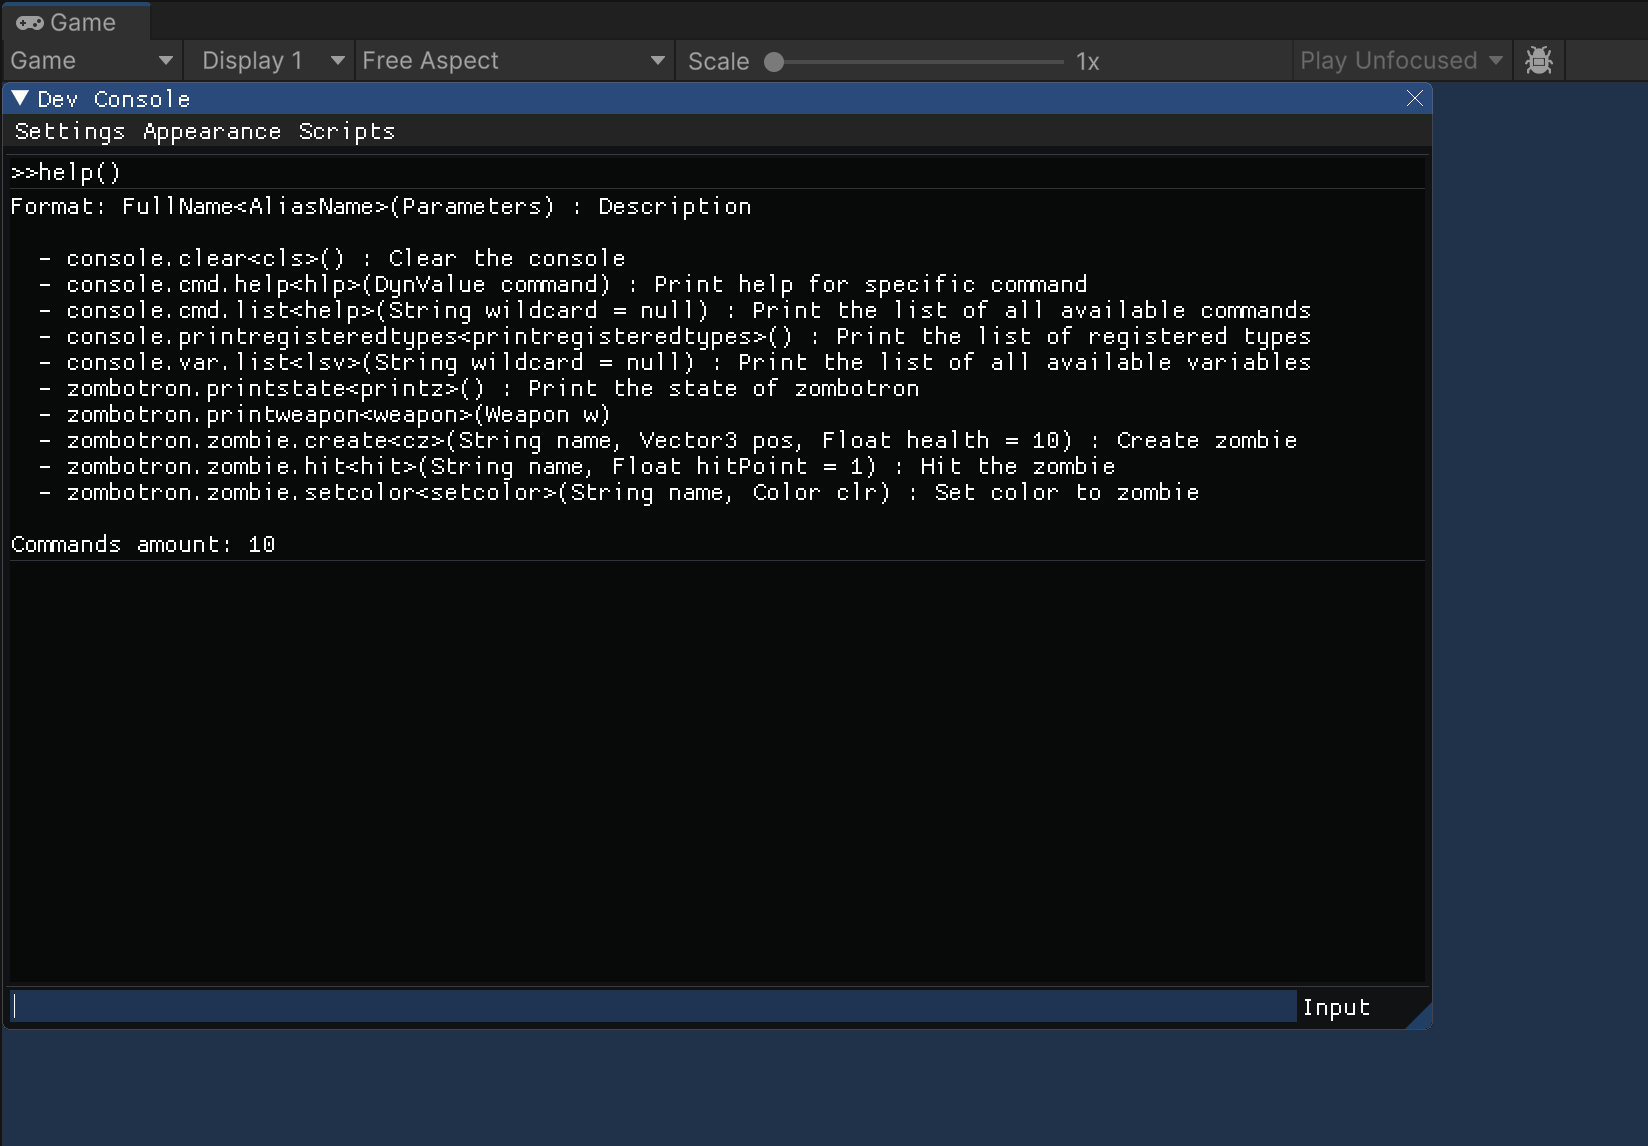 Game
Game Display 1 Free Aspect Scale 1x Play Unfocused
Dev Console
Settings Appearance Scripts
>>help()
Format: FullName<AliasName>(Parameters) : Description
- console.clear<cls>() : Clear the console
- console.cmd.help<hlp>(DynValue command) : Print help for specific command
- console.cmd.list<help>(String wildcard = null) : Print the list of all available commands
- console.printregisteredtypes<printregisteredtypes>() : Print the list of registered types
- console.var.list<lsv>(String wildcard = null) : Print the list of all available variables
- zombotron.printstate<printz>() : Print the state of zombotron
- zombotron.printweapon<weapon>(Weapon w)
- zombotron.zombie.create<cz>(String name, Vector3 pos, Float health = 10) : Create zombie
- zombotron.zombie.hit<hit>(String name, Float hitPoint = 1) : Hit the zombie
- zombotron.zombie.setcolor<setcolor>(String name, Color clr) : Set color to zombie
Commands amount: 10
Input